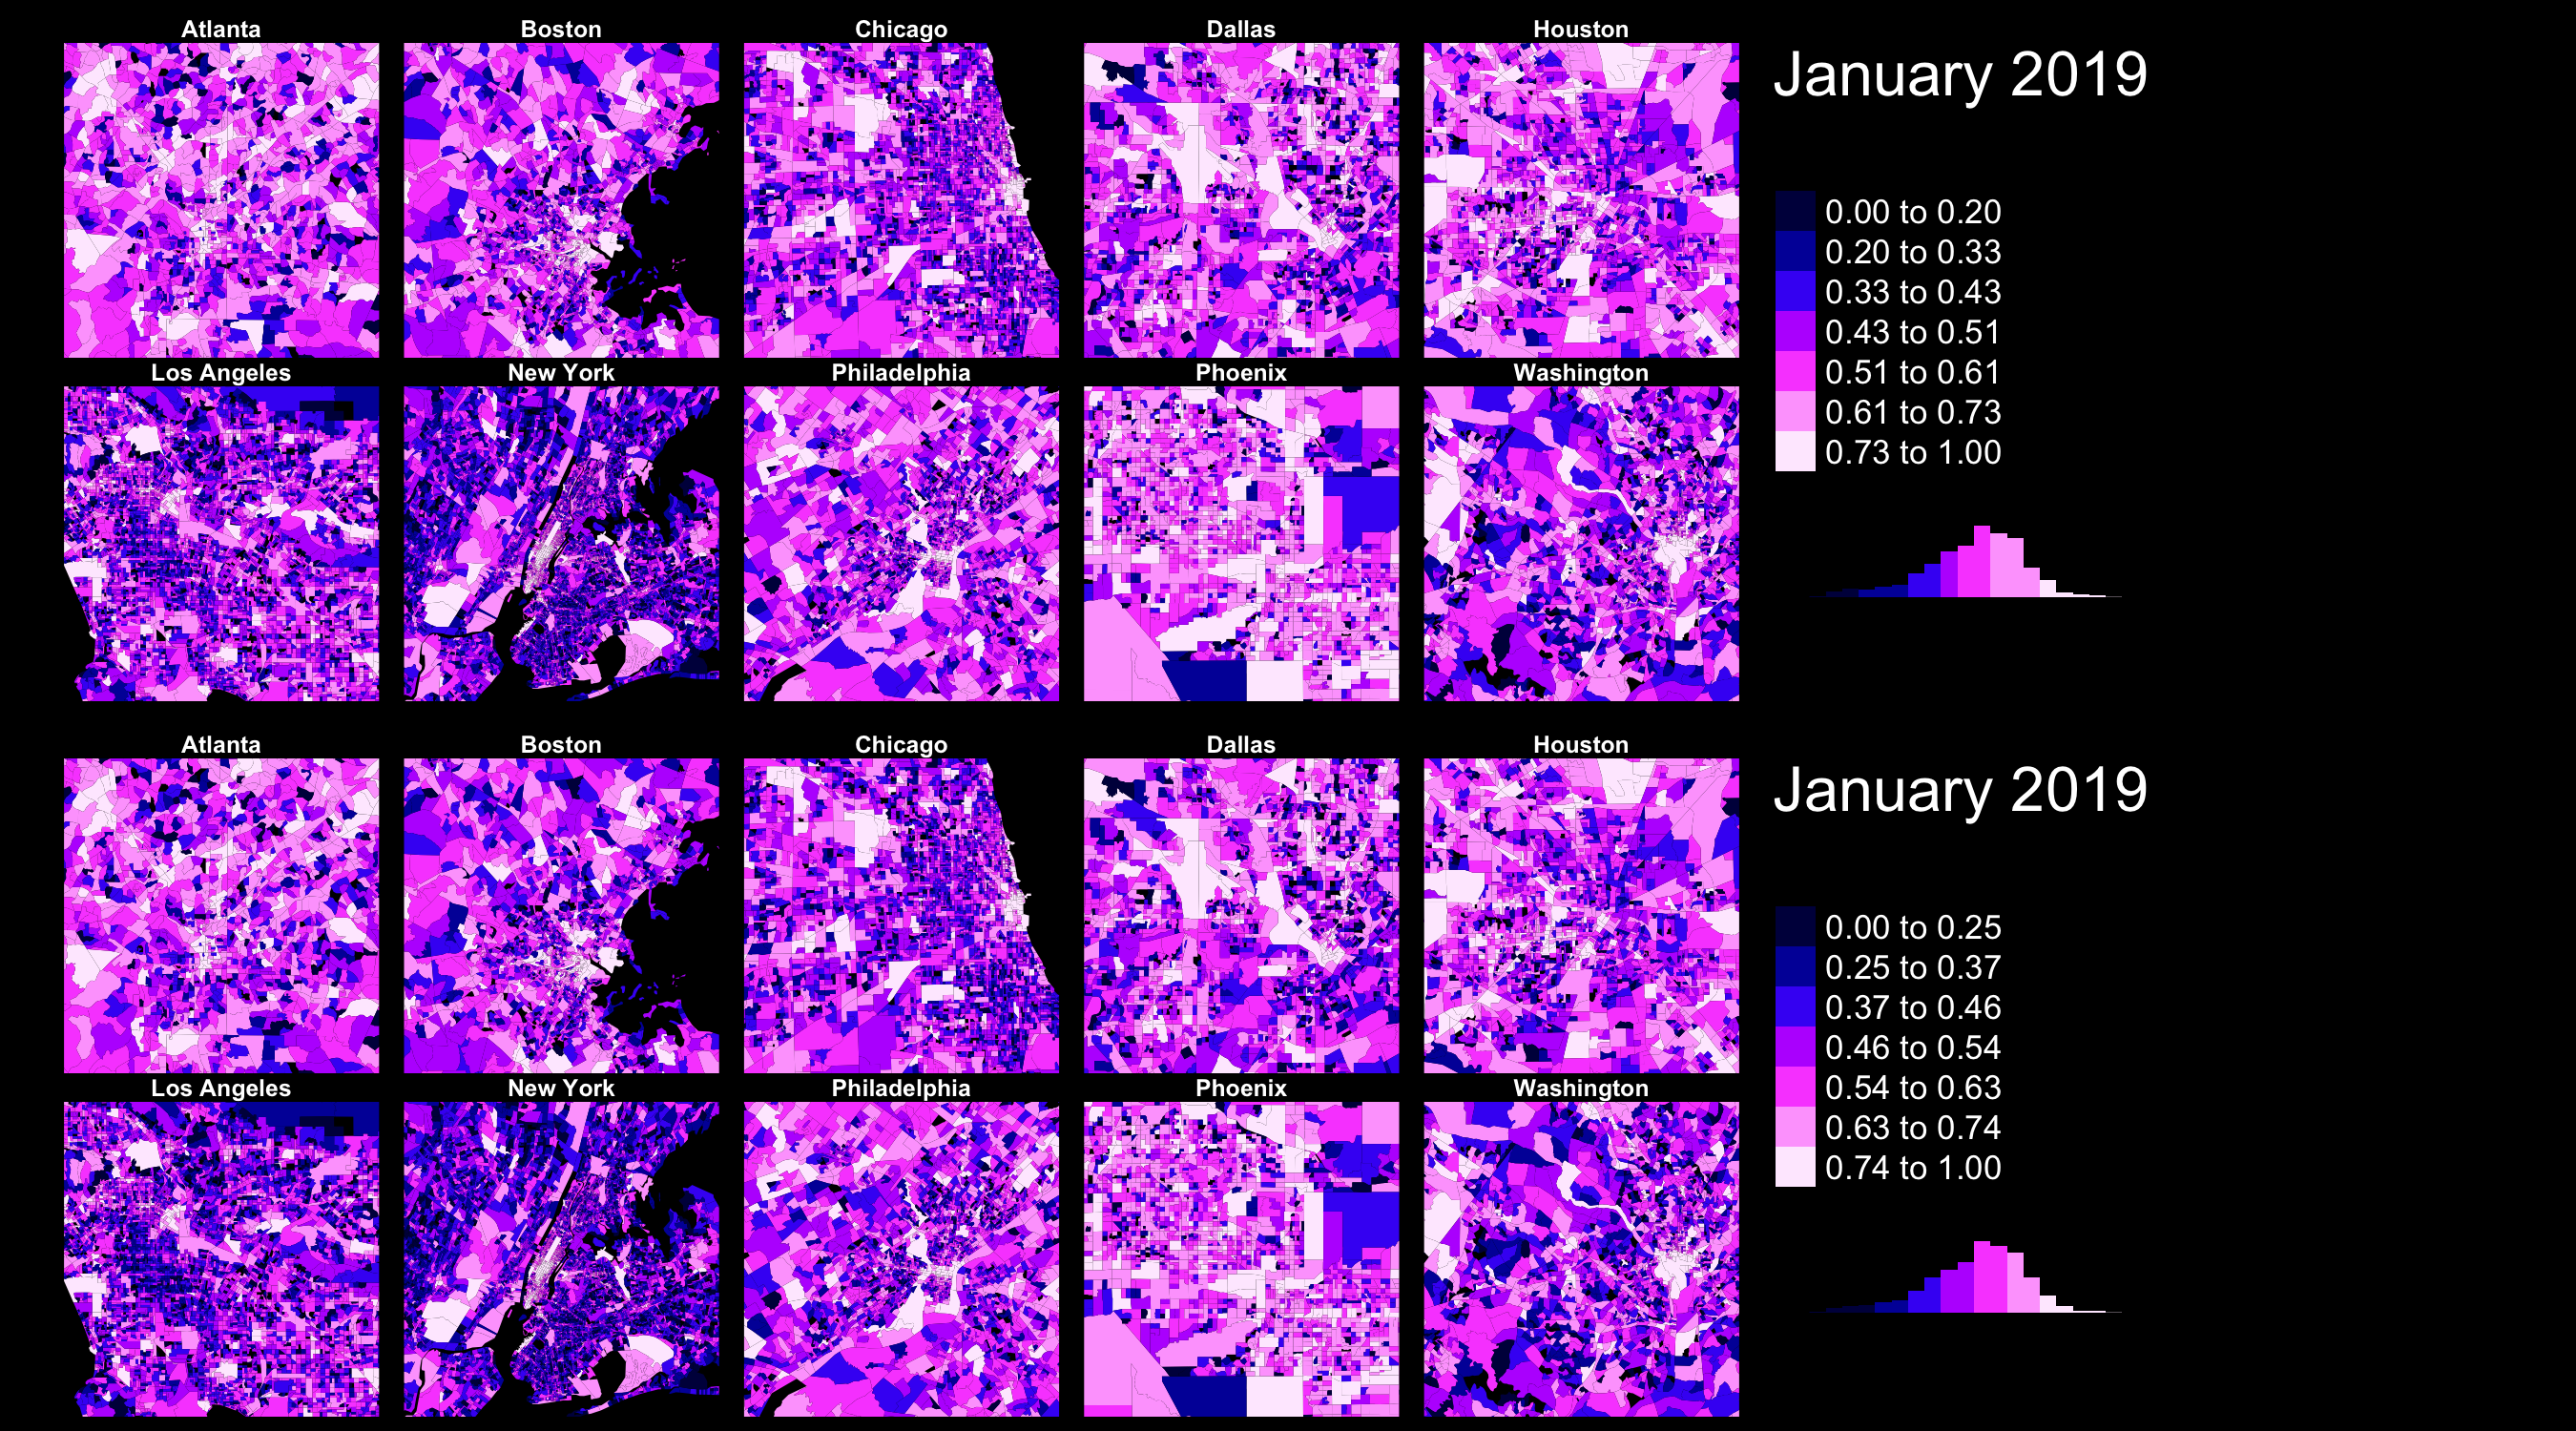 Atlanta
Boston
Chicago
Dallas
Houston
January 2019
0.00 to 0.20
0.20 to 0.33
0.33 to 0.43
0.43 to 0.51
0.51 to 0.61
0.61 to 0.73
0.73 to 1.00
Los Angeles
New York
Philadelphia
Phoenix
Washington
Atlanta
Boston
Chicago
Dallas
Houston
January 2019
0.00 to 0.25
0.25 to 0.37
0.37 to 0.46
0.46 to 0.54
0.54 to 0.63
0.63 to 0.74
0.74 to 1.00
Los Angeles
New York
Philadelphia
Phoenix
Washington